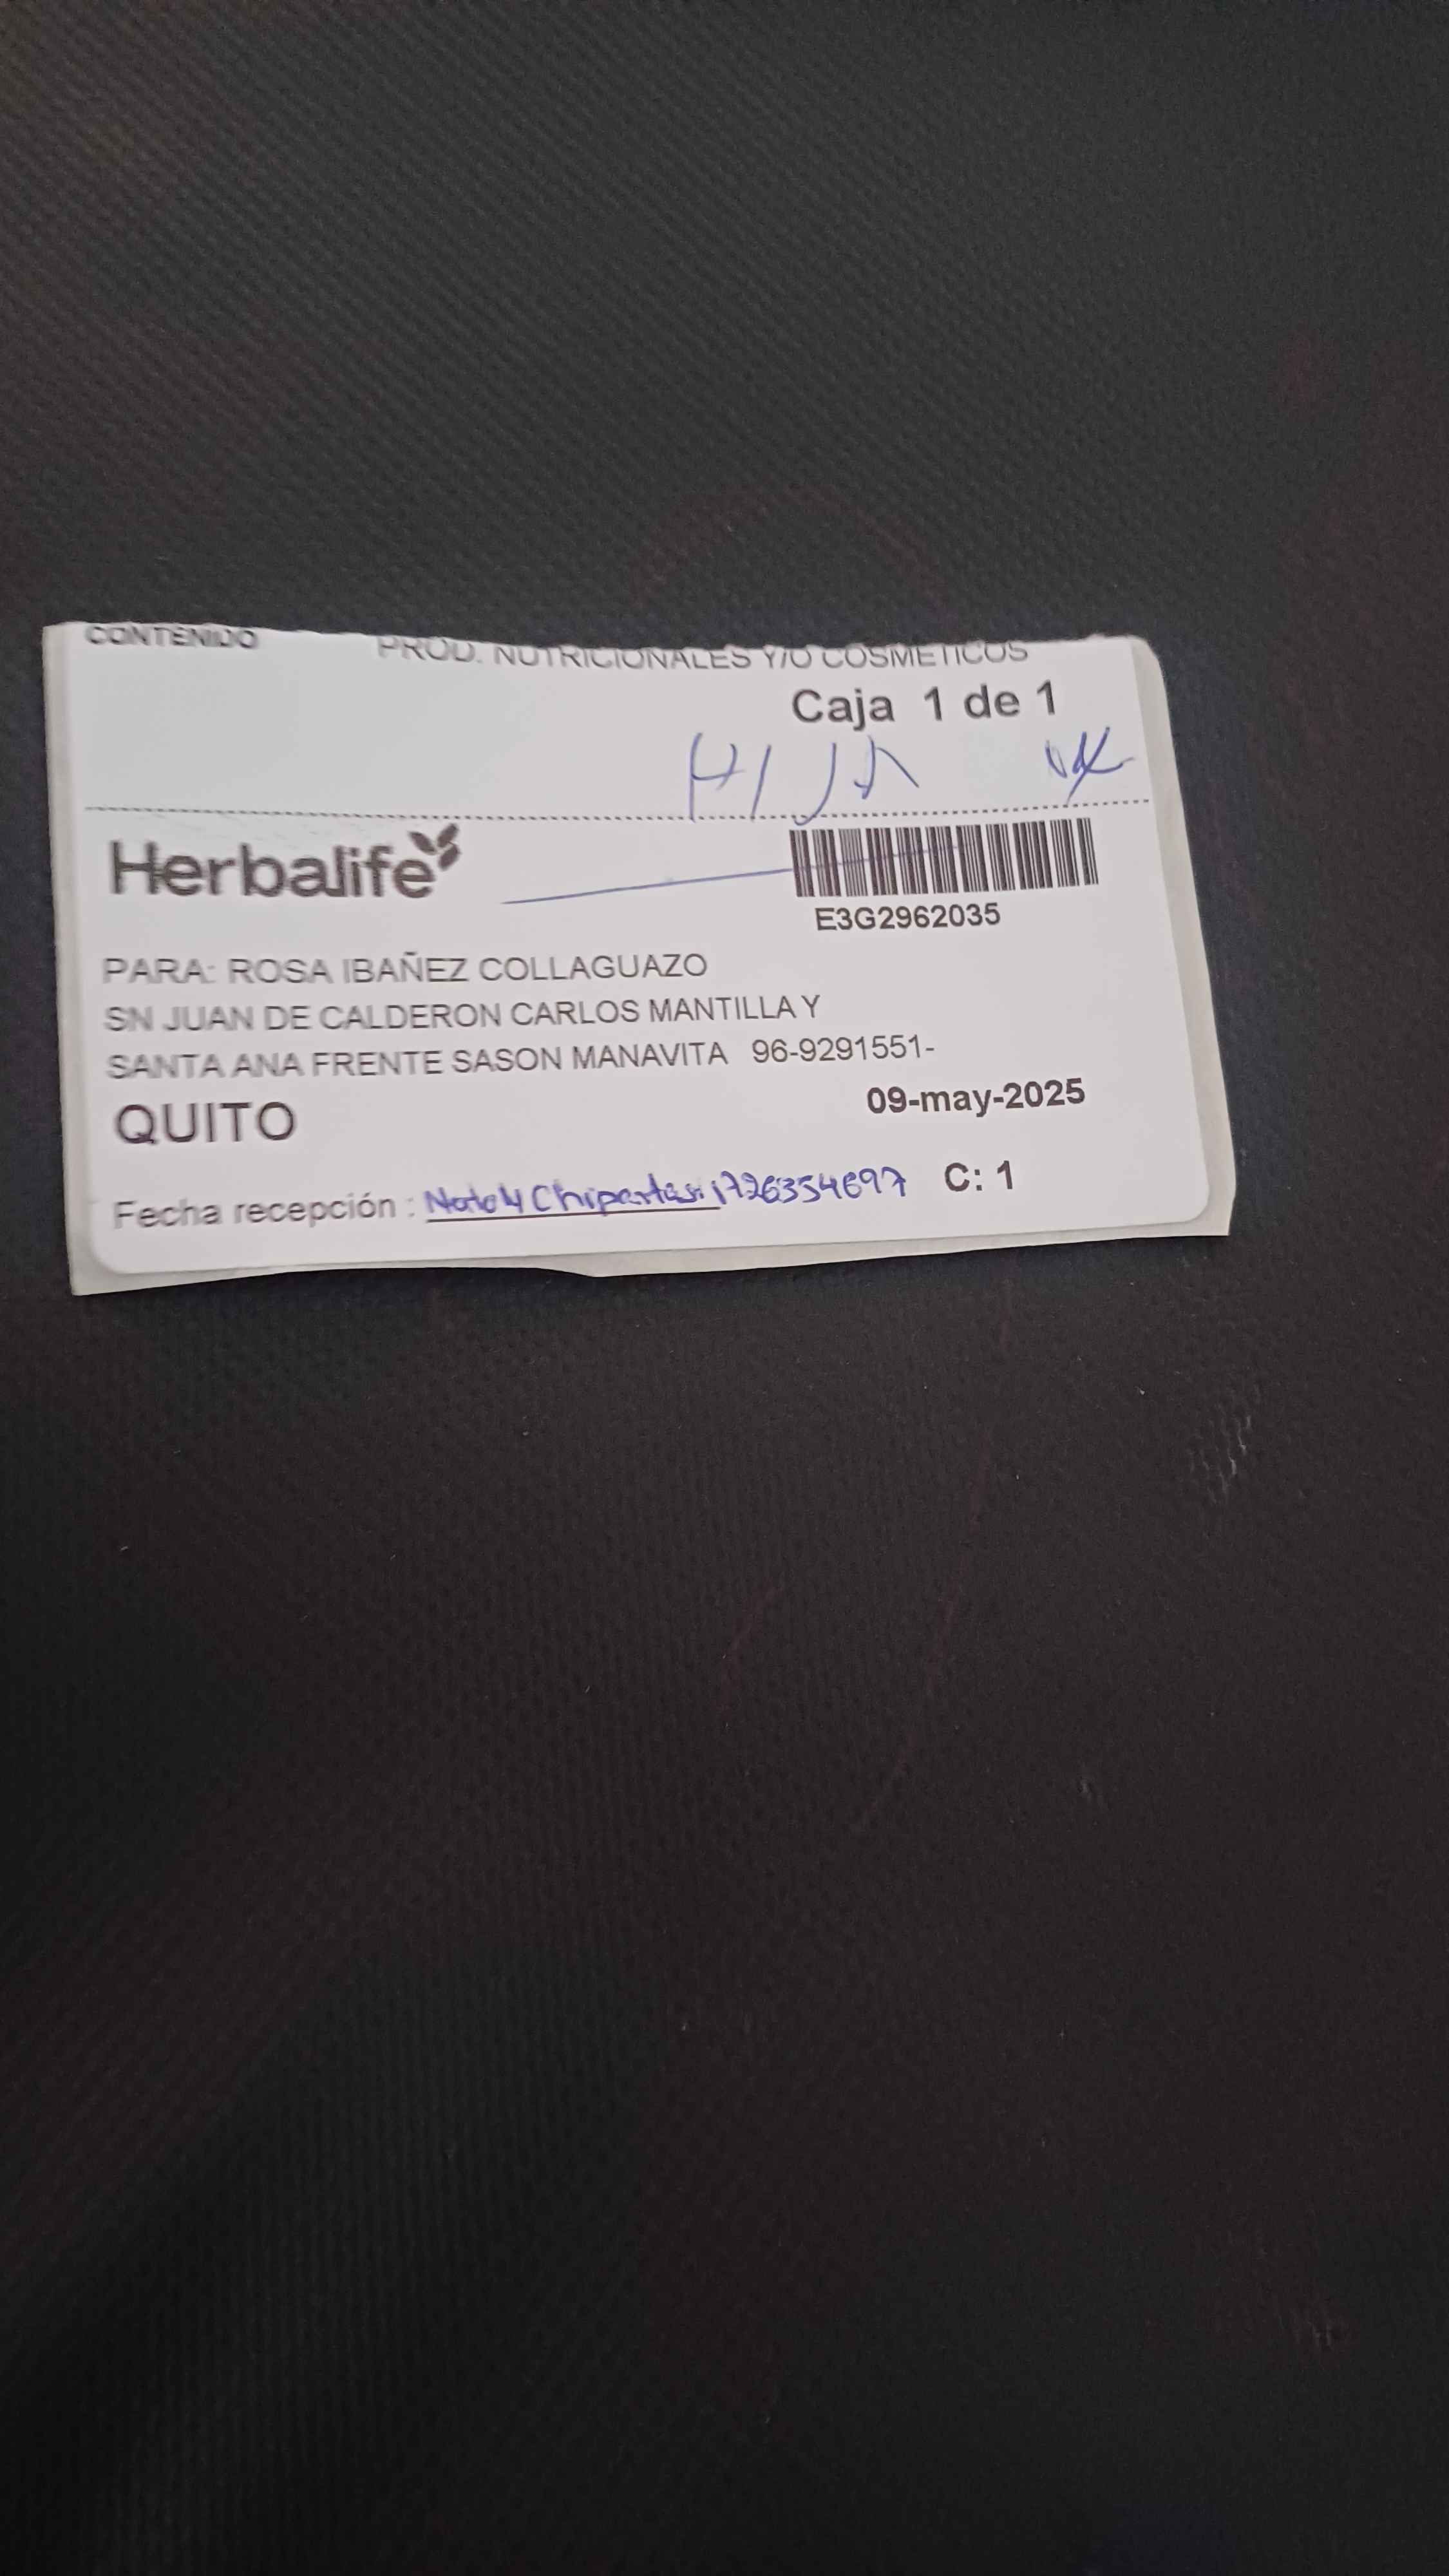 CONTENIDO PROD. NUTRICIONALES Y/O COSMETICOS
Caja 1 de 1
HIJA
Herbalife
E3G2962035
PARA: ROSA IBAÑEZ COLLAGUAZO
SN JUAN DE CALDERON CARLOS MANTILLA Y
SANTA ANA FRENTE SASON MANAVITA 96-9291551-
QUITO 09-may-2025
Fecha recepción : 1726354697 C: 1